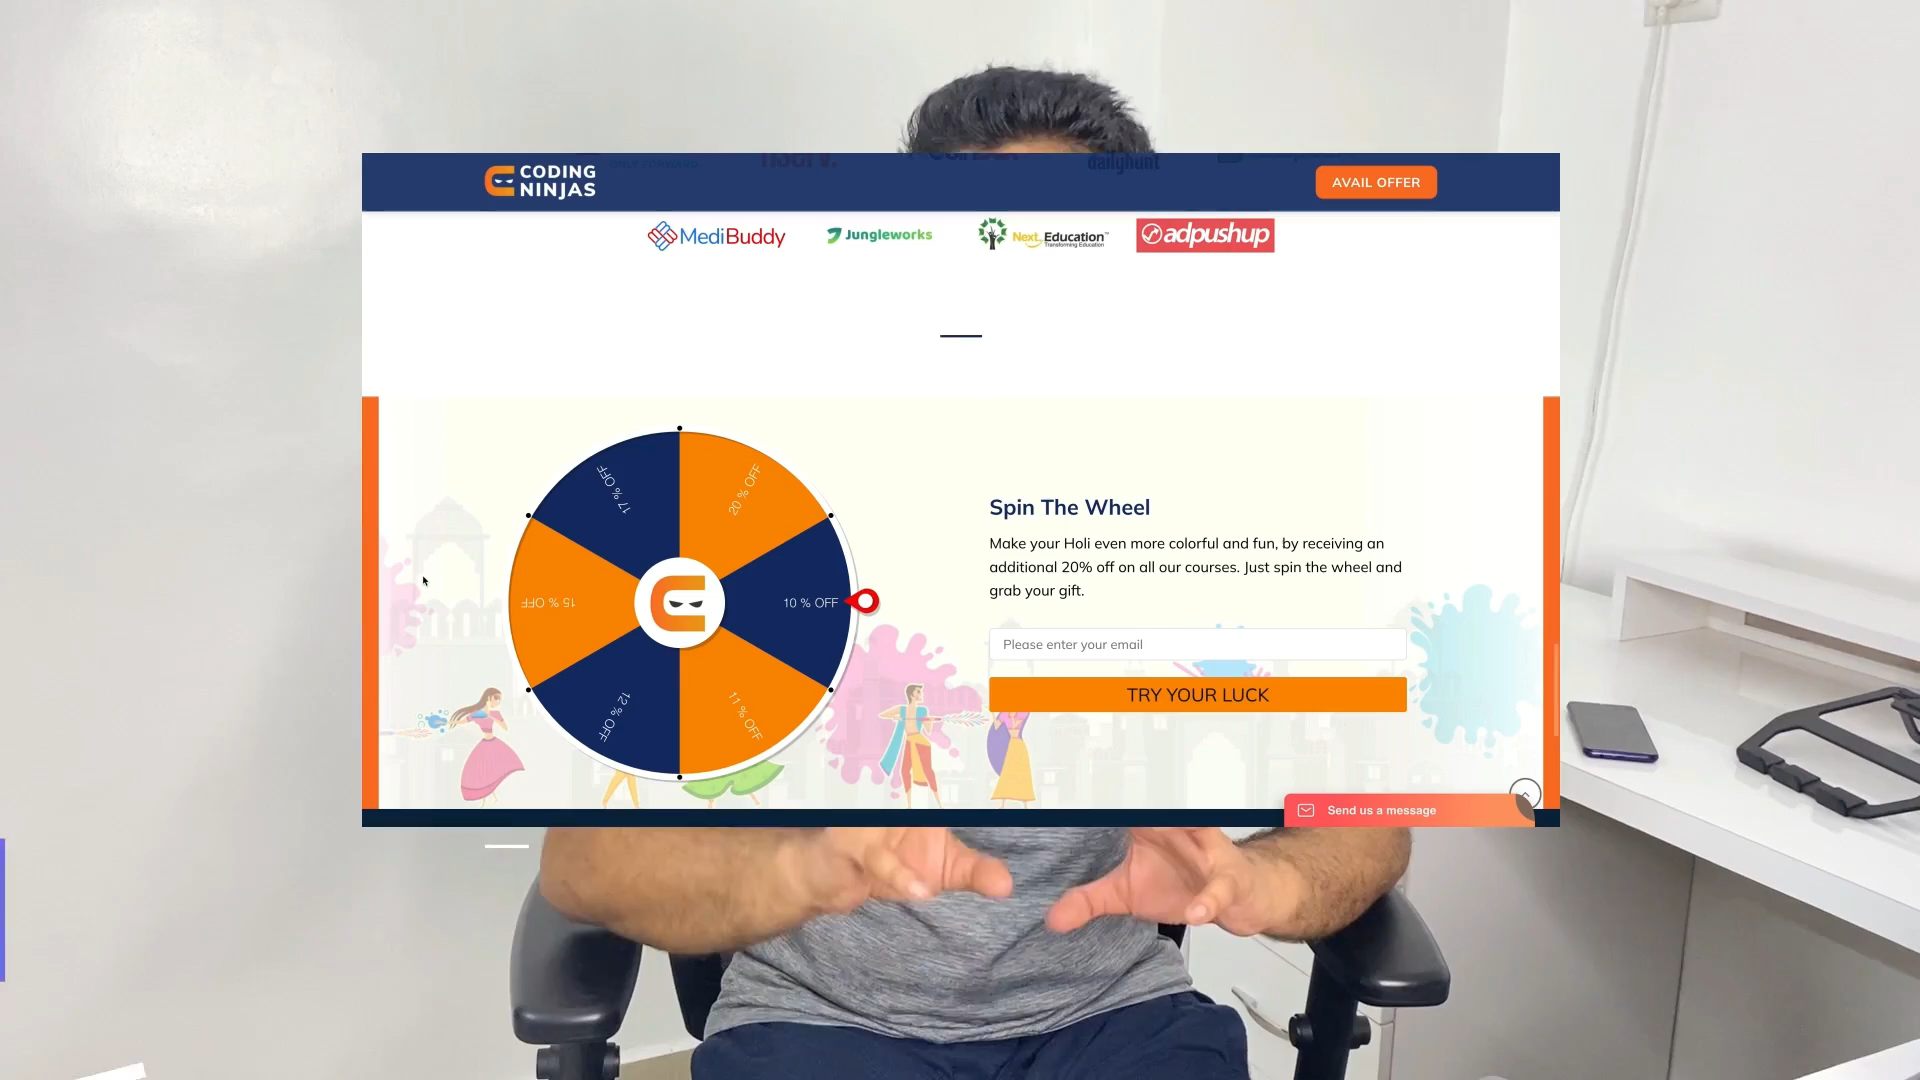 CODING
NINJAS
AVAIL OFFER
dailyhunt
MediBuddy
Jungleworks
Next Education
Transforming Education
adpushup
17 % OFF
20 % OFF
15 % OFF
10 % OFF
12 % OFF
11 % OFF
Spin The Wheel
Make your Holi even more colorful and fun, by receiving an
additional 20% off on all our courses. Just spin the wheel and
grab your gift.
Please enter your email
TRY YOUR LUCK
Send us a message